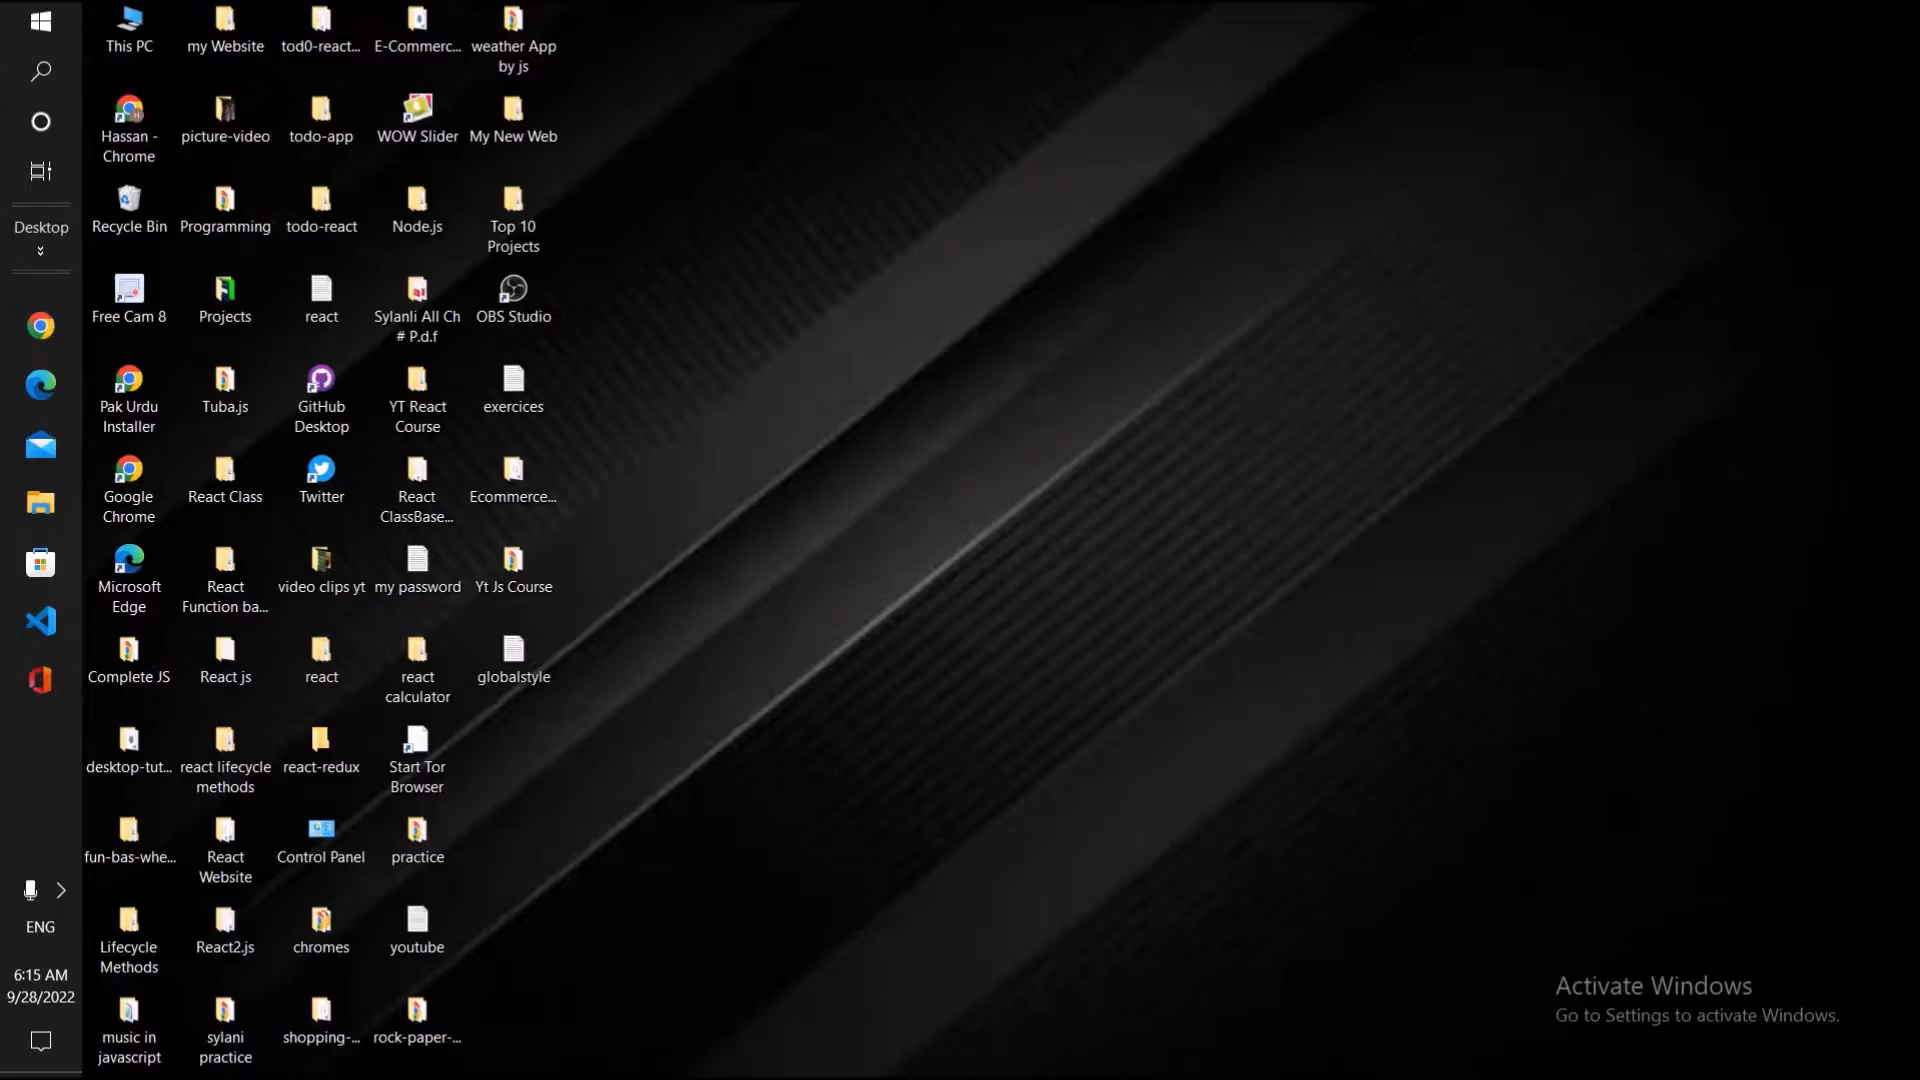 Desktop
ENG
6:15 AM
9/28/2022
This PC
Hassan -
Chrome
Recycle Bin
Free Cam 8
Pak Urdu
Installer
Google
Chrome
Microsoft
Edge
Complete JS
desktop-tut...
fun-bas-whe...
Lifecycle
Methods
music in
javascript
my Website
picture-video
Programming
Projects
Tuba.js
React Class
React
Function ba...
React js
react lifecycle
methods
React
Website
React2.js
sylani
practice
tod0-react...
todo-app
todo-react
react
GitHub
Desktop
Twitter
video clips yt
react
react-redux
Control Panel
chromes
shopping-...
E-Commerc...
WOW Slider
Node.js
Sylanli All Ch
# P.d.f
YT React
Course
React
ClassBase...
my password
react
calculator
Start Tor
Browser
practice
youtube
rock-paper-...
weather App
by js
My New Web
Top 10
Projects
OBS Studio
exercices
Ecommerce...
Yt Js Course
globalstyle
Activate Windows
Go to Settings to activate Windows.